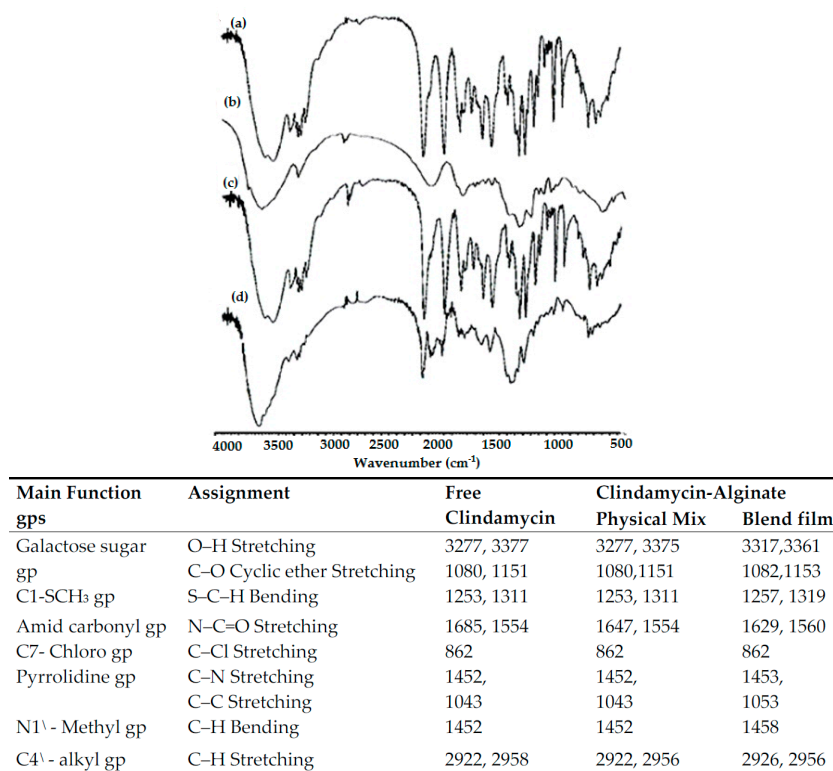 (a)
(b)
(c)
(d)
4000 3500 3000 2500 2000 1500 1000 500
Wavenumber (cm-1)
Main Function Assignment Free Clindamycin-Alginate
gps Clindamycin Physical Mix Blend film
Galactose sugar O–H Stretching 3277, 3377 3277,3375 3317,3361
gp C–O Cyclic ether Stretching 1080, 1151 1080,1151 1082,1153
C1-SCH3 gp S–C–H Bending 1253, 1311 1253, 1311 1257, 1319
Amid carbonyl gp N–C=O Stretching 1685, 1554 1647, 1554 1629, 1560
C7- Chloro gp C–Cl Stretching 862 862 862
Pyrrolidine gp C–N Stretching 1452, 1452, 1453,
C–C Stretching 1043 1043 1053
N1\ - Methyl gp C–H Bending 1452 1452 1458
C4\ - alkyl gp C–H Stretching 2922, 2958 2922, 2956 2926, 2956